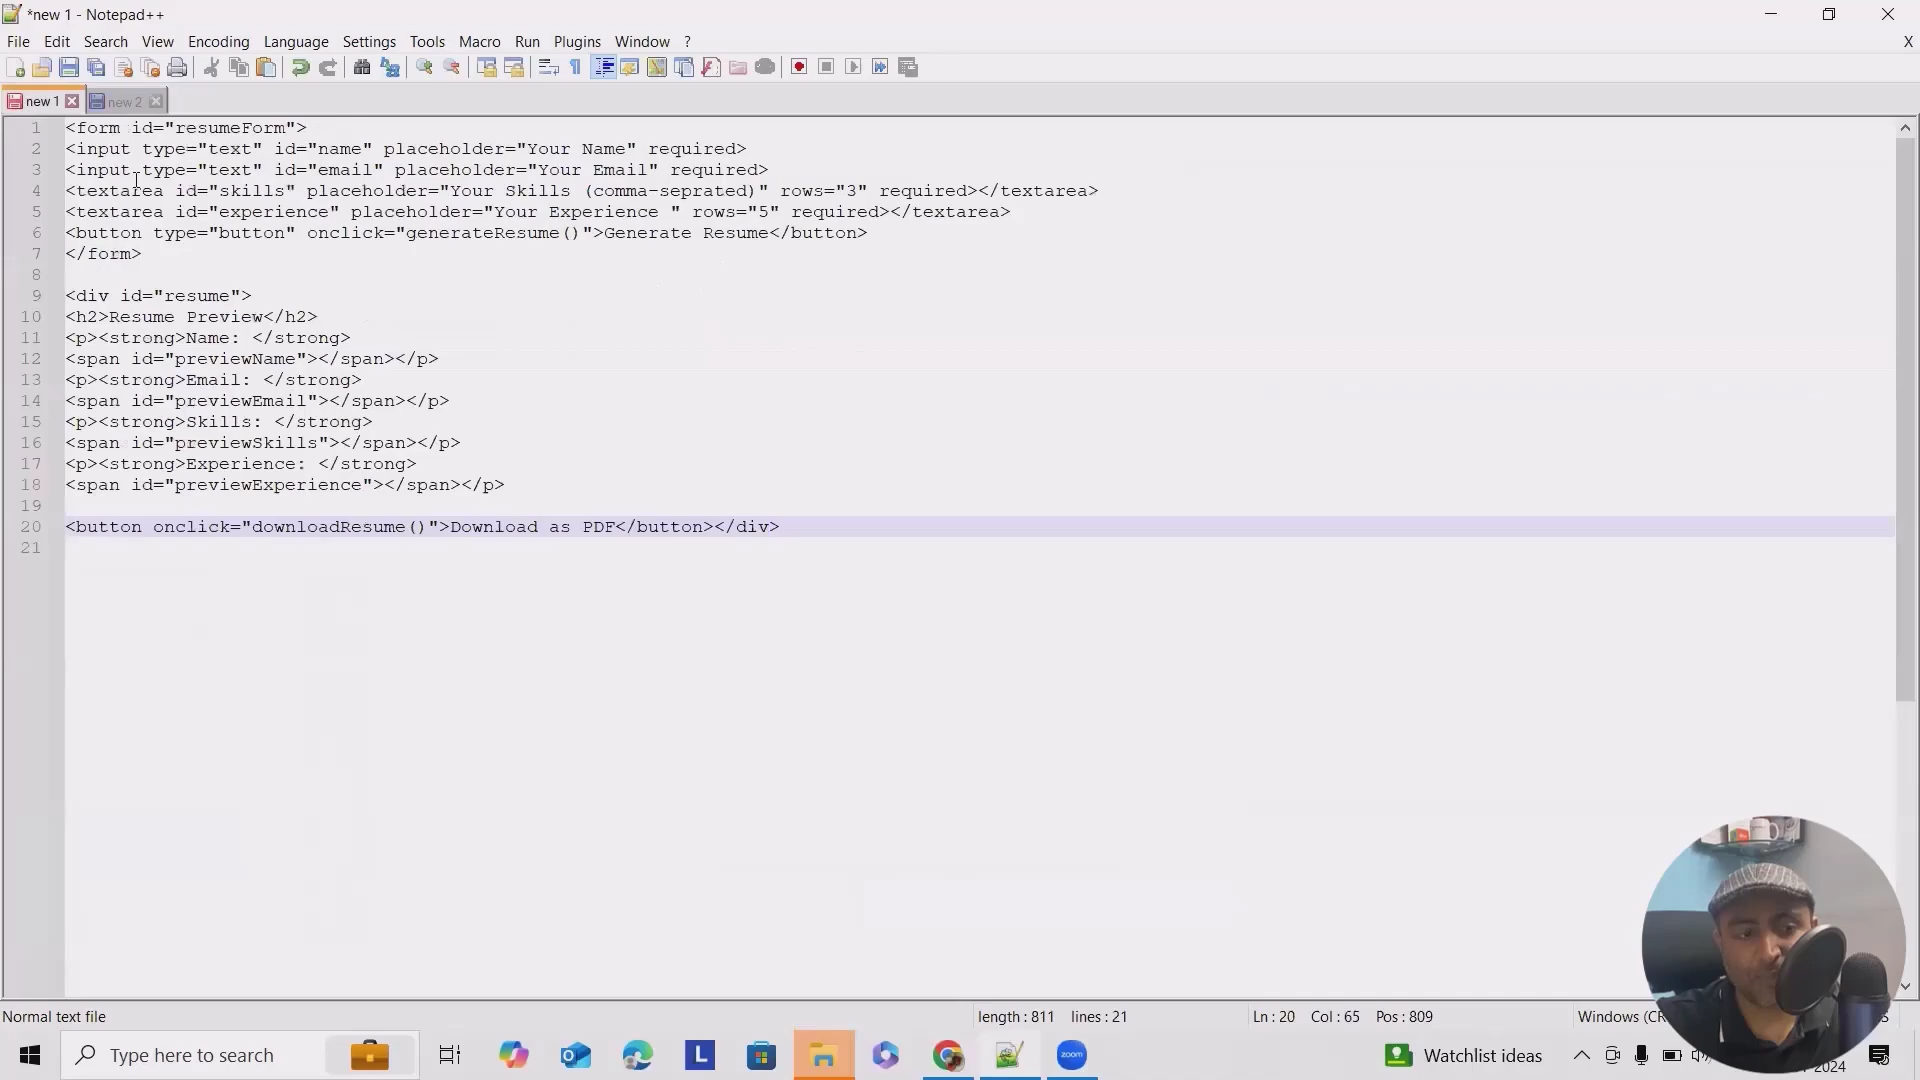 *new 1 - Notepad++
File Edit Search View Encoding Language Settings Tools Macro Run Plugins Window ? X
new 1 new 2
1 <form id="resumeForm">
2 <input type="text" id="name" placeholder="Your Name" required>
3 <input type="text" id="email" placeholder="Your Email" required>
4 <textarea id="skills" placeholder="Your Skills (comma-seprated)" rows="3" required></textarea>
5 <textarea id="experience" placeholder="Your Experience " rows="5" required></textarea>
6 <button type="button" onclick="generateResume()">Generate Resume</button>
7 </form>
8
9 <div id="resume">
10 <h2>Resume Preview</h2>
11 <p><strong>Name: </strong>
12 <span id="previewName"></span></p>
13 <p><strong>Email: </strong>
14 <span id="previewEmail"></span></p>
15 <p><strong>Skills: </strong>
16 <span id="previewSkills"></span></p>
17 <p><strong>Experience: </strong>
18 <span id="previewExperience"></span></p>
19
20 <button onclick="downloadResume()">Download as PDF</button></div>
21
Normal text file length : 811 lines : 21 Ln : 20 Col : 65 Pos : 809 Windows (CR
Type here to search L zoom Watchlist ideas 2024